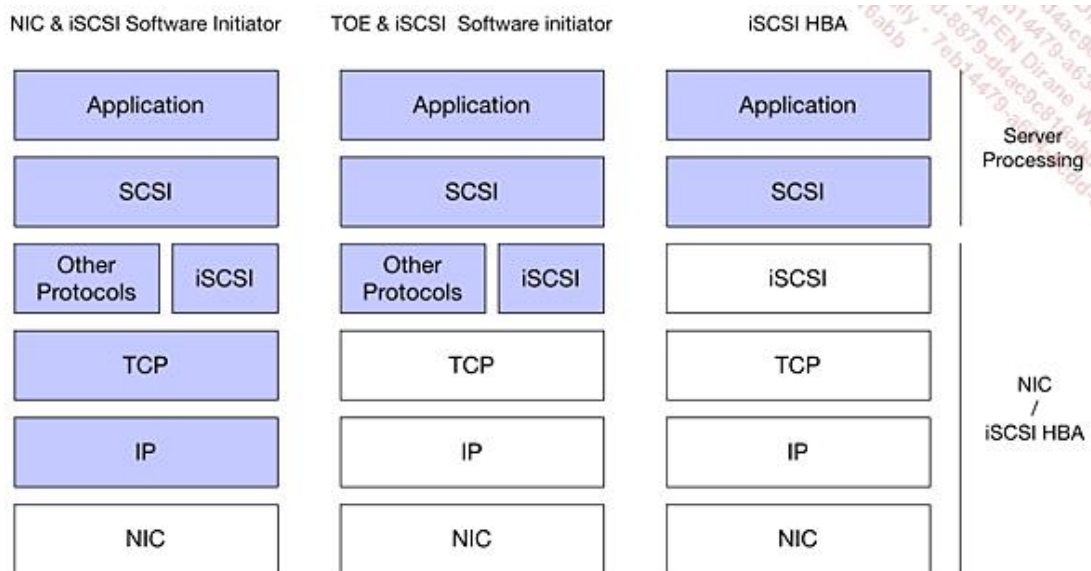 NIC & iSCSI Software Initiator
TOE & iSCSI Software initiator
iSCSI HBA
Application
Application
Application
SCSI
SCSI
SCSI
Server
Processing
Other
Protocols
iSCSI
Other
Protocols
iSCSI
iSCSI
TCP
TCP
TCP
IP
IP
IP
NIC
/
iSCSI HBA
NIC
NIC
NIC